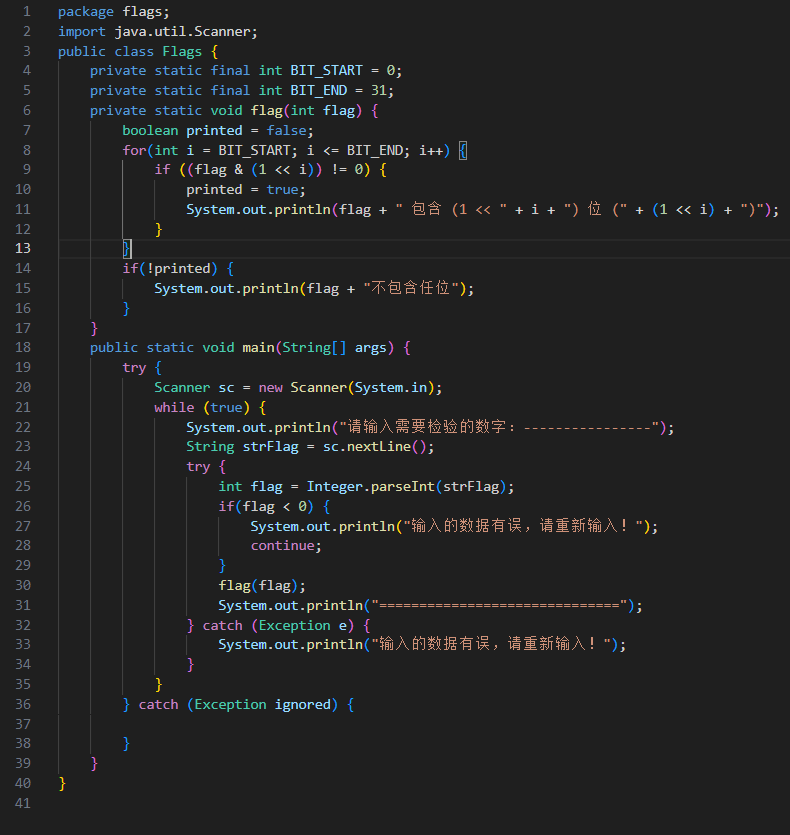 1 package flags;
2 import java.util.Scanner;
3 public class Flags {
4     private static final int BIT_START = 0;
5     private static final int BIT_END = 31;
6     private static void flag(int flag) {
7         boolean printed = false;
8         for(int i = BIT_START; i <= BIT_END; i++) {
9             if ((flag & (1 << i)) != 0) {
10                 printed = true;
11                 System.out.println(flag + " 包含 (1 << " + i + ") 位 (" + (1 << i) + ")");
12             }
13         }
14         if(!printed) {
15             System.out.println(flag + "不包含任位");
16         }
17     }
18     public static void main(String[] args) {
19         try {
20             Scanner sc = new Scanner(System.in);
21             while (true) {
22                 System.out.println("请输入需要检验的数字：----------------");
23                 String strFlag = sc.nextLine();
24                 try {
25                     int flag = Integer.parseInt(strFlag);
26                     if(flag < 0) {
27                         System.out.println("输入的数据有误，请重新输入！");
28                         continue;
29                     }
30                     flag(flag);
31                     System.out.println("==============================");
32                 } catch (Exception e) {
33                     System.out.println("输入的数据有误，请重新输入！");
34                 }
35             }
36         } catch (Exception ignored) {
37
38         }
39     }
40 }
41